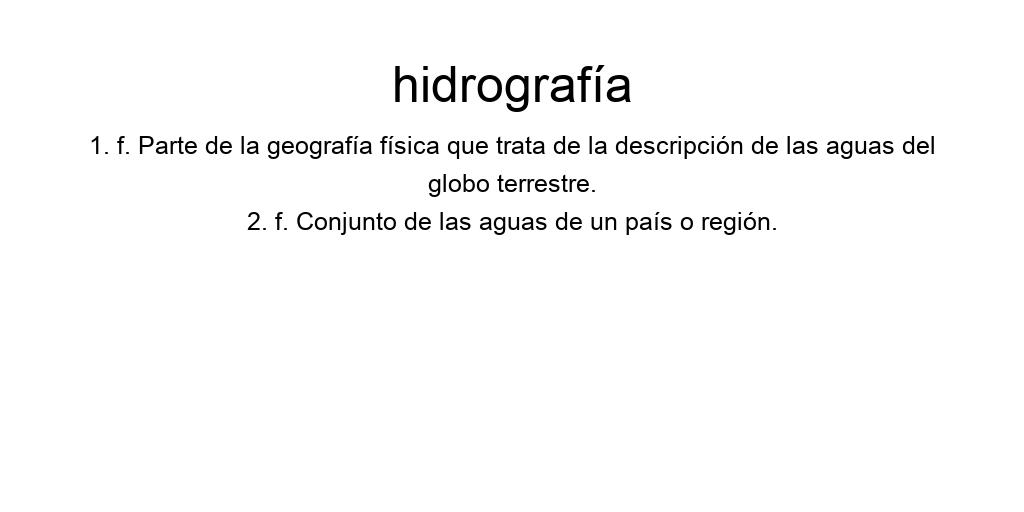 hidrografía
1. f. Parte de la geografía física que trata de la descripción de las aguas del
globo terrestre.
2. f. Conjunto de las aguas de un país o región.